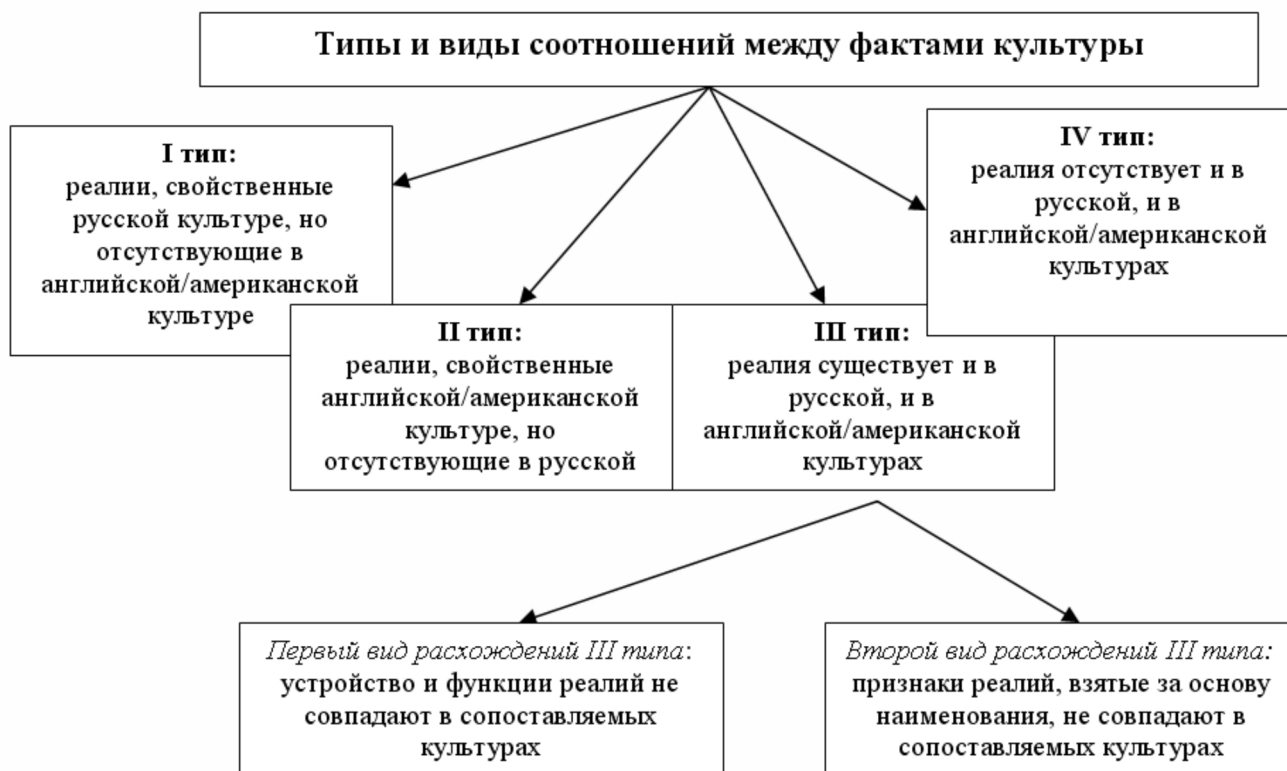 Типы и виды соотношений между фактами культуры
I тип:
реалии, свойственные
русской культуре, но
отсутствующие в
английской/американской
культуре
II тип:
реалии, свойственные
английской/американской
культуре, но
отсутствующие в русской
III тип:
реалия существует и в
русской, и в
английской/американской
культурах
IV тип:
реалия отсутствует и в
русской, и в
английской/американской
культурах
Первый вид расхождений III типа:
устройство и функции реалий не
совпадают в сопоставляемых
культурах
Второй вид расхождений III типа:
признаки реалий, взятые за основу
наименования, не совпадают в
сопоставляемых культурах